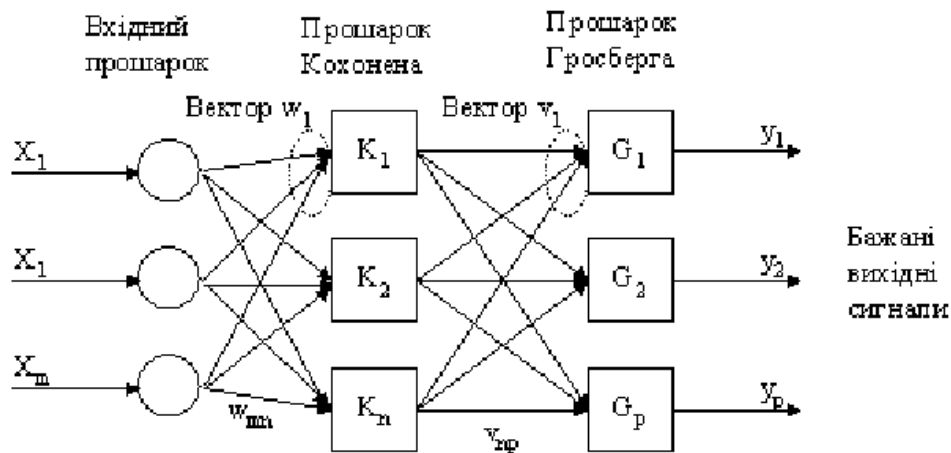 Вхідний
прошарок
Прошарок
Кохонена
Прошарок
Гросберга
Вектор w1
Вектор v1
X1
K1
G1
y1
X1
K2
G2
y2
Бажані
вихідні
сигнали
Xm
wmn
Kn
vnp
Gp
yp